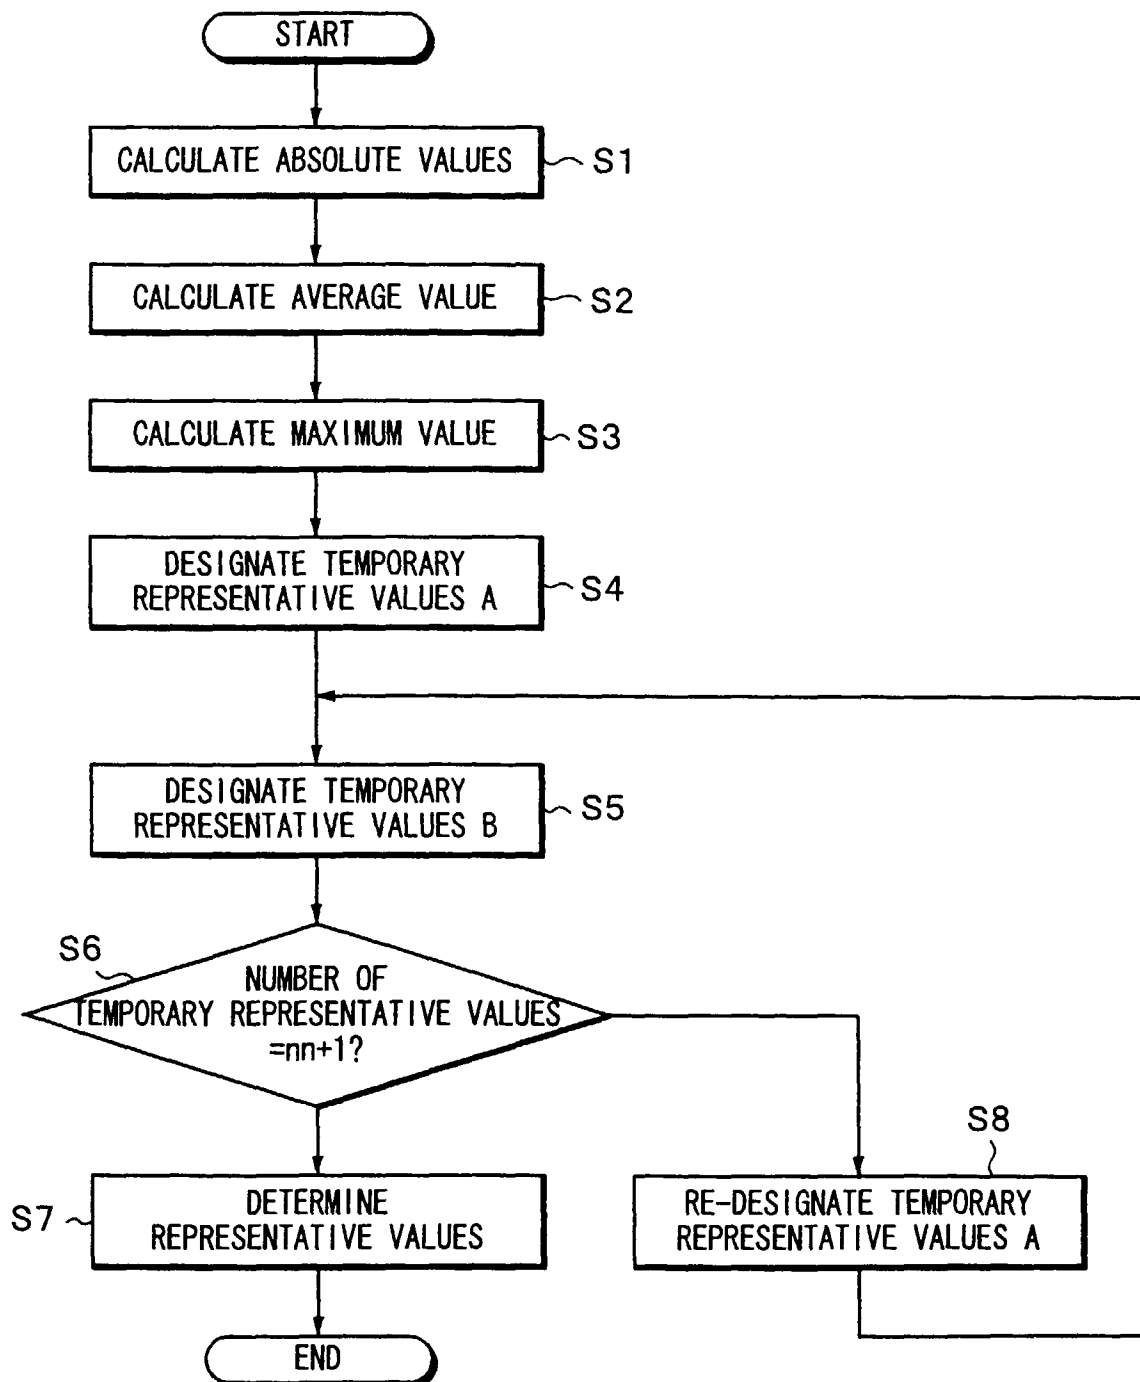 START
CALCULATE ABSOLUTE VALUES
S1
CALCULATE AVERAGE VALUE
S2
CALCULATE MAXIMUM VALUE
S3
DESIGNATE TEMPORARY
REPRESENTATIVE VALUES A
S4
DESIGNATE TEMPORARY
REPRESENTATIVE VALUES B
S5
S6
NUMBER OF
TEMPORARY REPRESENTATIVE VALUES
=nn+1?
S7
DETERMINE
REPRESENTATIVE VALUES
S8
RE-DESIGNATE TEMPORARY
REPRESENTATIVE VALUES A
END